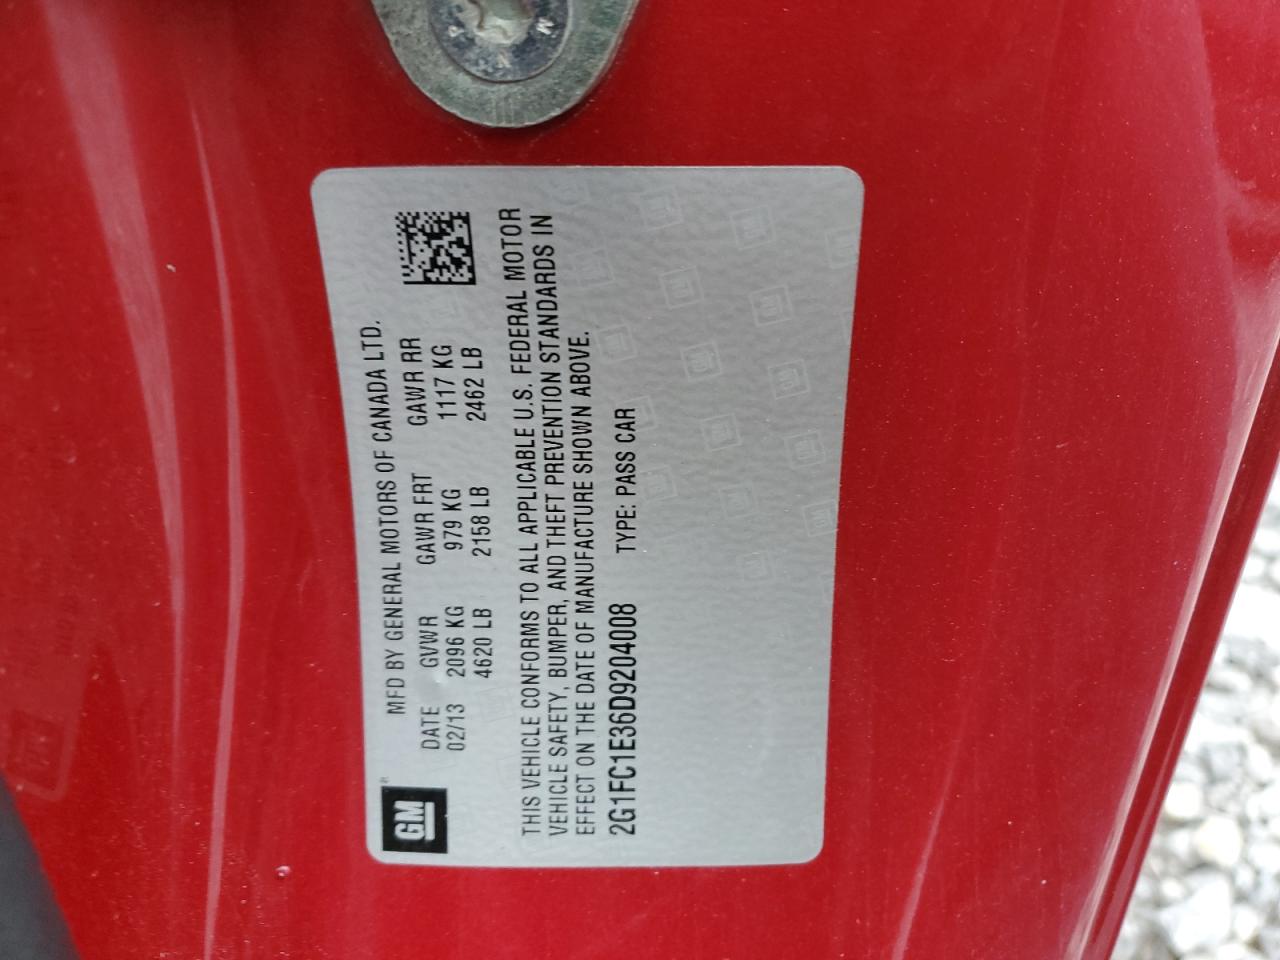 GM
MFD BY GENERAL MOTORS OF CANADA LTD.
DATE GVWR GAWR FRT GAWR RR
02/13 2096 KG 979 KG 1117 KG
4620 LB 2158 LB 2462 LB
THIS VEHICLE CONFORMS TO ALL APPLICABLE U.S. FEDERAL MOTOR
VEHICLE SAFETY, BUMPER, AND THEFT PREVENTION STANDARDS IN
EFFECT ON THE DATE OF MANUFACTURE SHOWN ABOVE.
2G1FC1E36D9204008 TYPE: PASS CAR